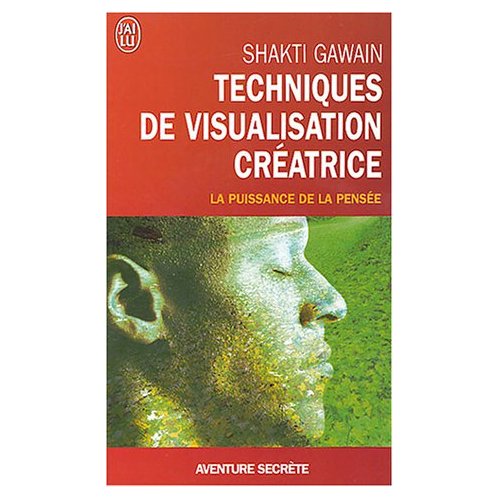 J'AI
LU
SHAKTI GAWAIN
TECHNIQUES
DE VISUALISATION
CRÉATRICE
LA PUISSANCE DE LA PENSÉE
AVENTURE SECRÈTE